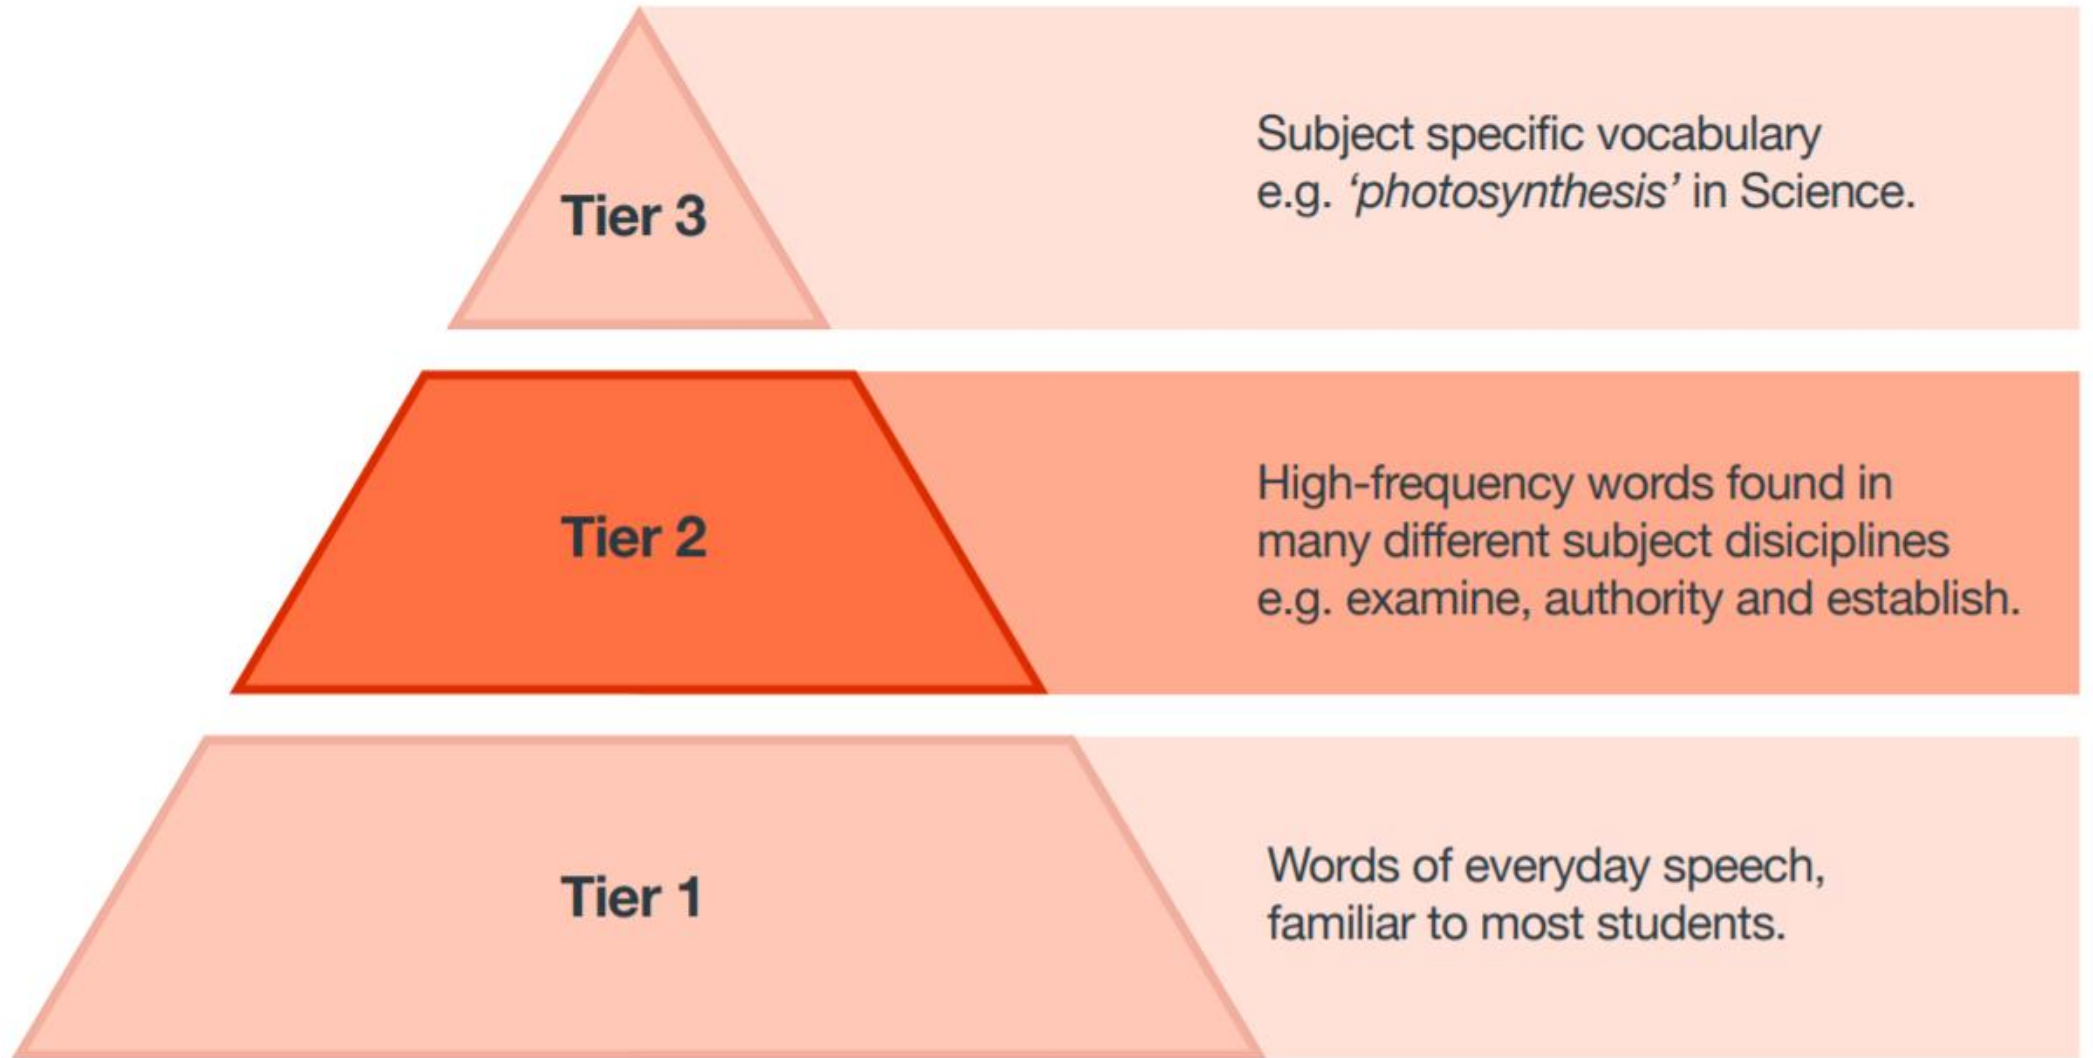 Tier 3
Subject specific vocabulary
e.g. ‘photosynthesis’ in Science.
Tier 2
High-frequency words found in
many different subject disiciplines
e.g. examine, authority and establish.
Tier 1
Words of everyday speech,
familiar to most students.